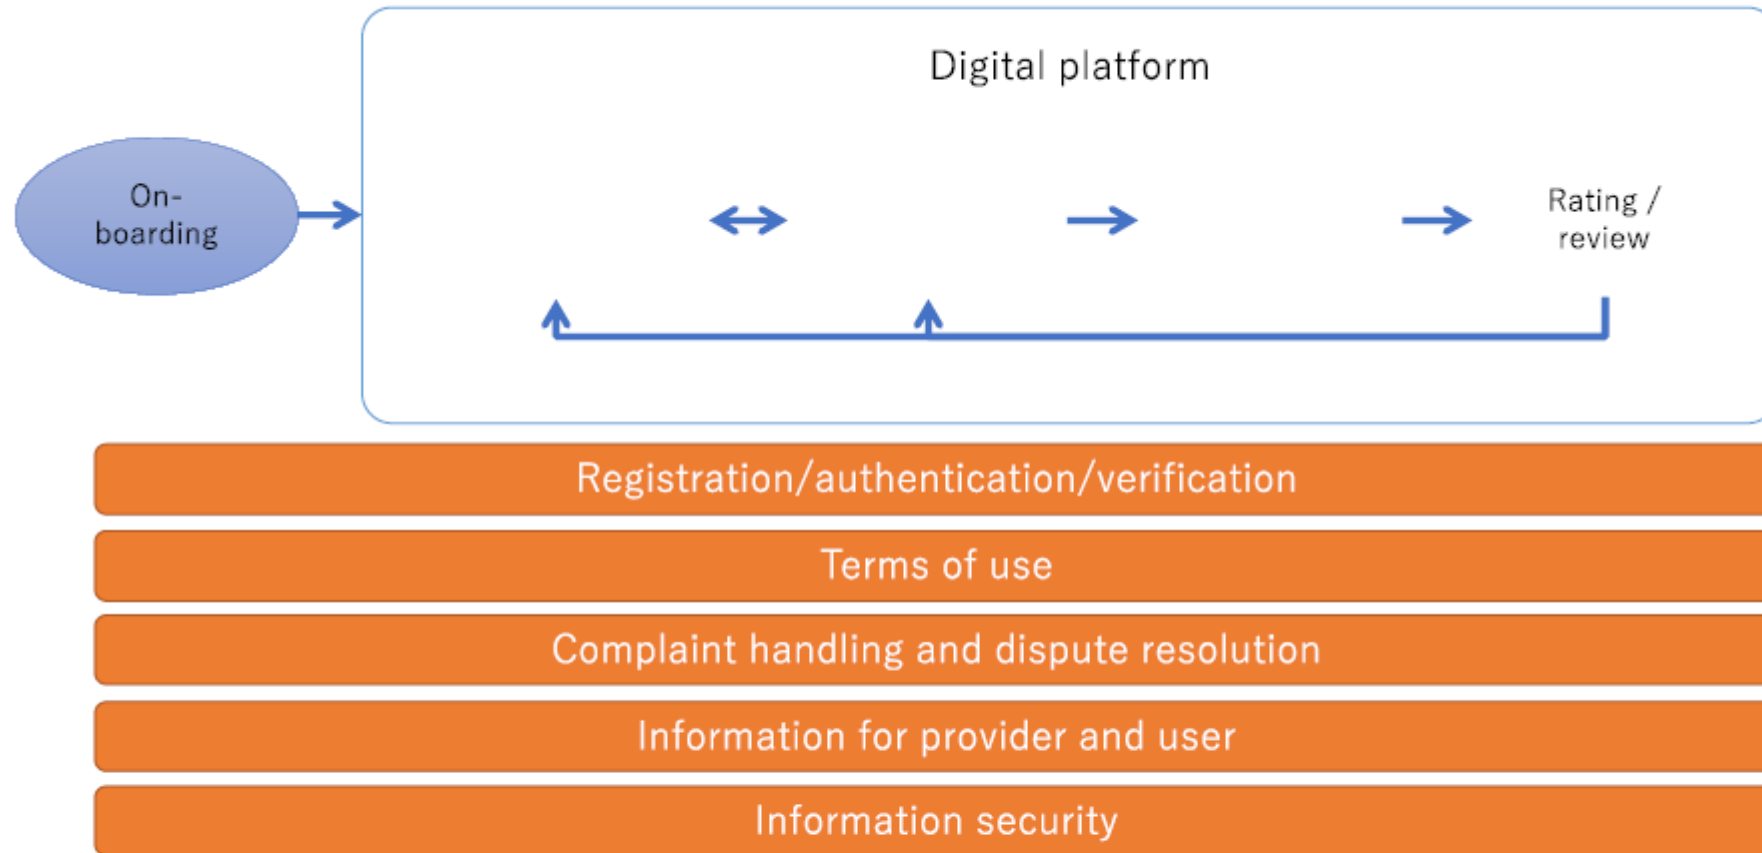 Digital platform
On-
boarding
Rating /
review
Registration/authentication/verification
Terms of use
Complaint handling and dispute resolution
Information for provider and user
Information security